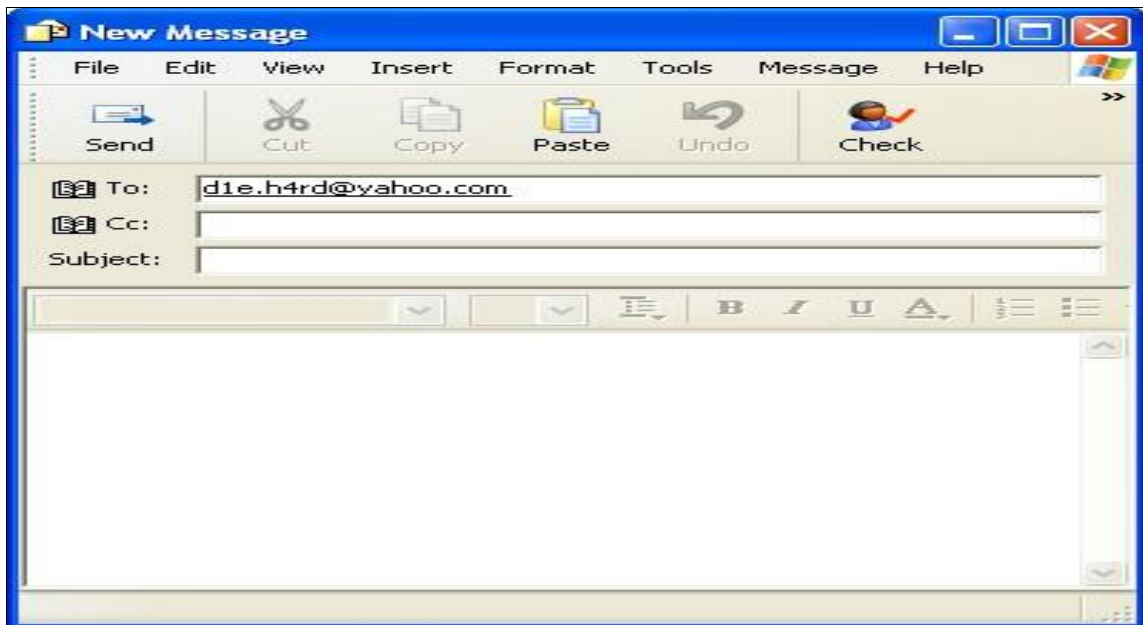 New Message
File Edit View Insert Format Tools Message Help
Send Cut Copy Paste Undo Check
To: d1e.h4rd@yahoo.com
Cc:
Subject:
B I U A